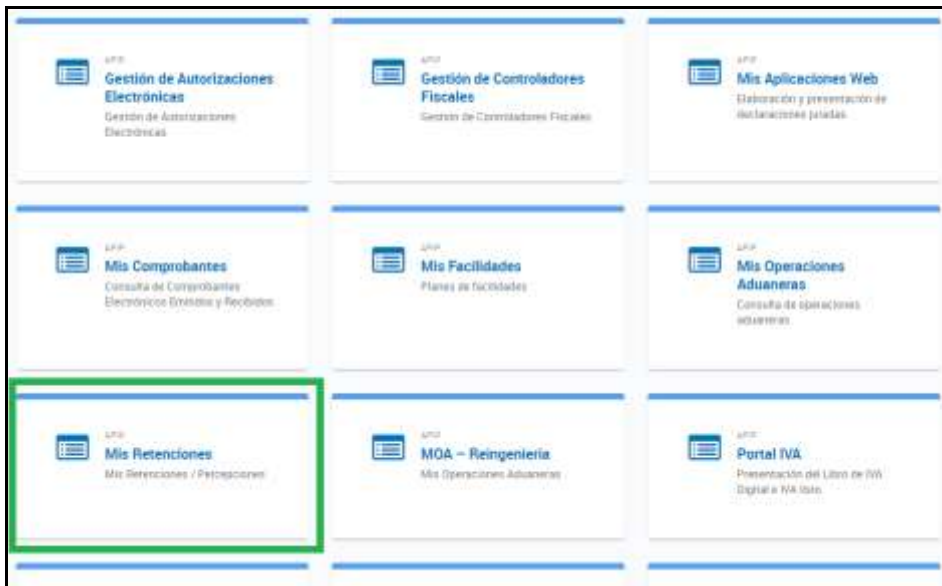 AFIP
Gestión de Autorizaciones
Electrónicas
Gestión de Autorizaciones
Electrónicas
AFIP
Gestión de Controladores
Fiscales
Gestión de Controladores Fiscales
AFIP
Mis Aplicaciones Web
Elaboración y presentación de
declaraciones juradas
AFIP
Mis Comprobantes
Consulta de Comprobantes
Electrónicos Emitidos y Recibidos
AFIP
Mis Facilidades
Planes de facilidades
AFIP
Mis Operaciones
Aduaneras
Consulta de operaciones
aduaneras.
AFIP
Mis Retenciones
Mis Retenciones / Percepciones
AFIP
MOA – Reingenieria
Mis Operaciones Aduaneras
AFIP
Portal IVA
Presentación del Libro de IVA
Digital e IVA